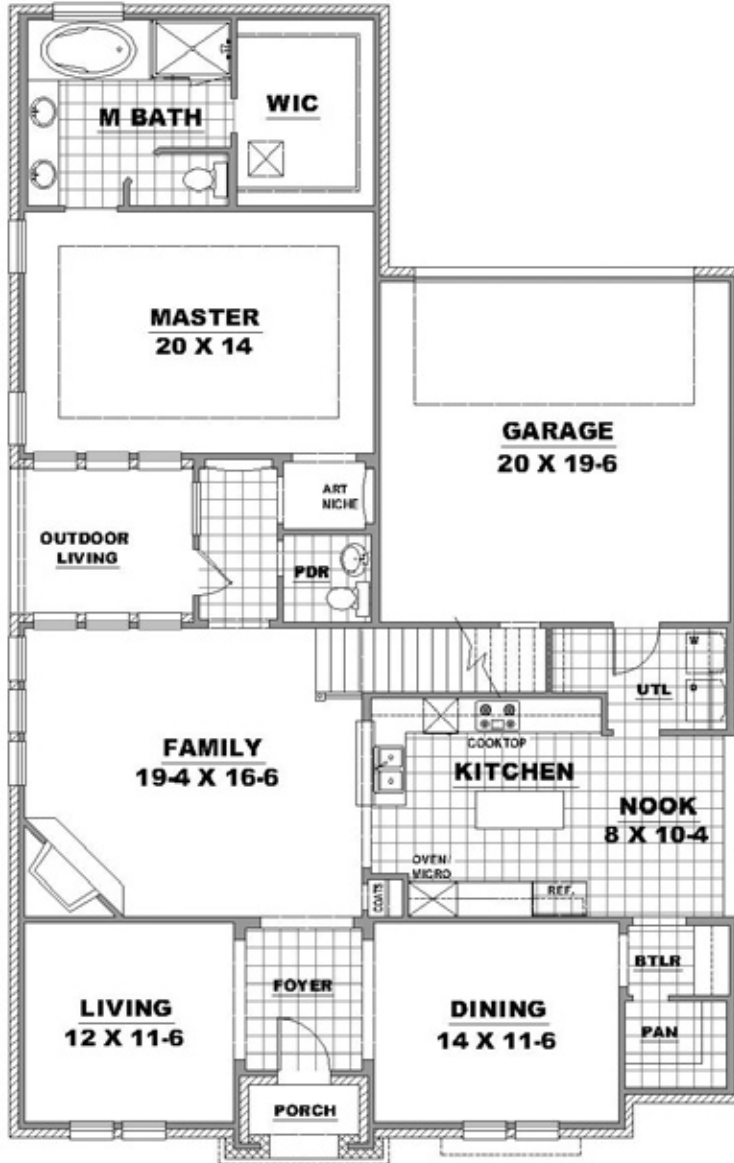 M BATH
WIC
MASTER
20 X 14
GARAGE
20 X 19-6
ART
NICHE
OUTDOOR
LIVING
PDR
W
UTL
D
FAMILY
19-4 X 16-6
COOKTOP
KITCHEN
NOOK
8 X 10-4
OVEN/
MICRO
REF.
COATS
BTLR
FOYER
LIVING
12 X 11-6
DINING
14 X 11-6
PAN
PORCH